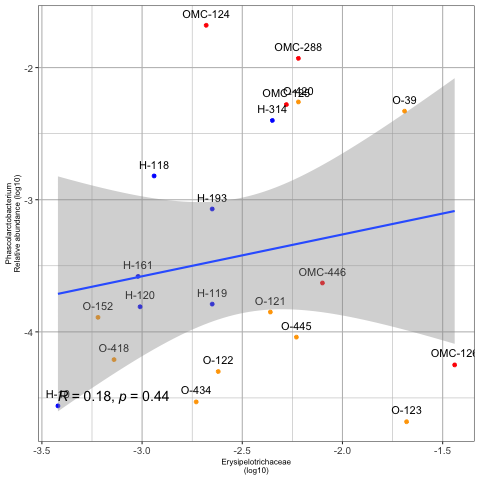 OMC-124
OMC-288
O-420
H-314
O-39
H-118
H-193
H-161
OMC-446
O-152
H-120
H-119
O-121
O-445
O-418
O-122
OMC-126
O-434
R = 0.18, p = 0.44
O-123
-2
-3
-4
-3.5
-3.0
-2.5
-2.0
-1.5
Phascolarctobacterium
Relative abundance (log10)
Erysipelotrichaceae
(log10)